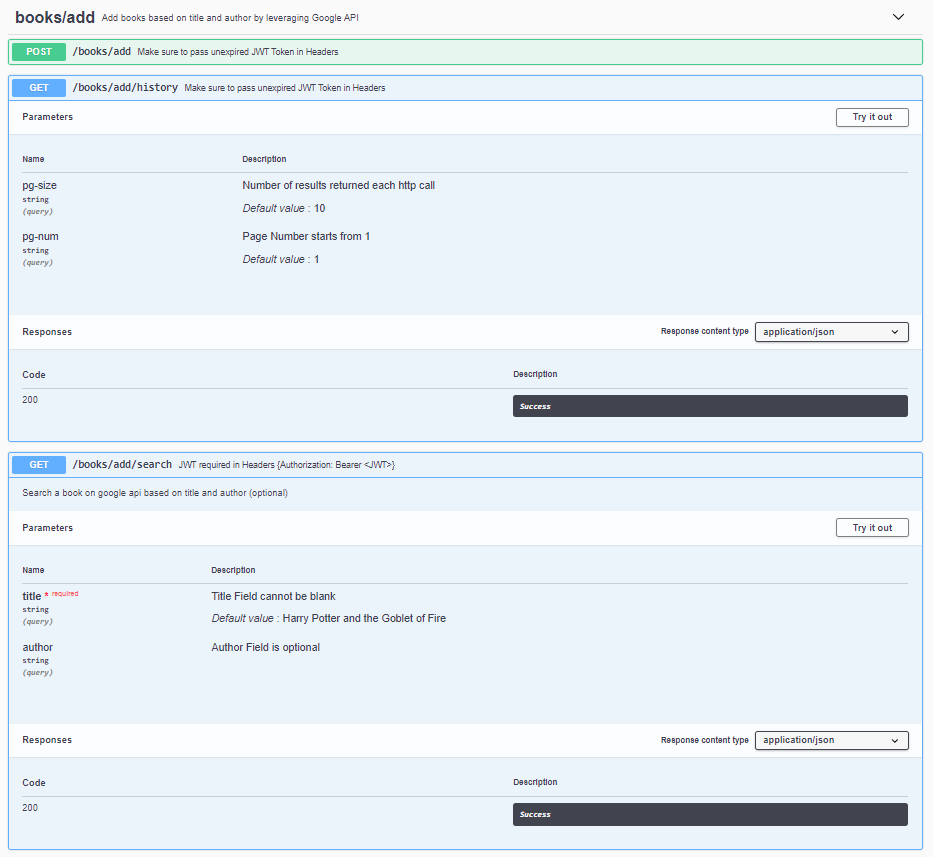 books/add Add books based on title and author by leveraging Google API
POST /books/add Make sure to pass unexpired JWT Token in Headers
GET /books/add/history Make sure to pass unexpired JWT Token in Headers
Parameters Try it out
Name Description
pg-size Number of results returned each http call
string
(query) Default value : 10
pg-num Page Number starts from 1
string
(query) Default value : 1
Responses Response content type application/json
Code Description
200 Success
GET /books/add/search JWT required in Headers {Authorization: Bearer <JWT>}
Search a book on google api based on title and author (optional)
Parameters Try it out
Name Description
title * required Title Field cannot be blank
string
(query) Default value : Harry Potter and the Goblet of Fire
author Author Field is optional
string
(query)
Responses Response content type application/json
Code Description
200 Success